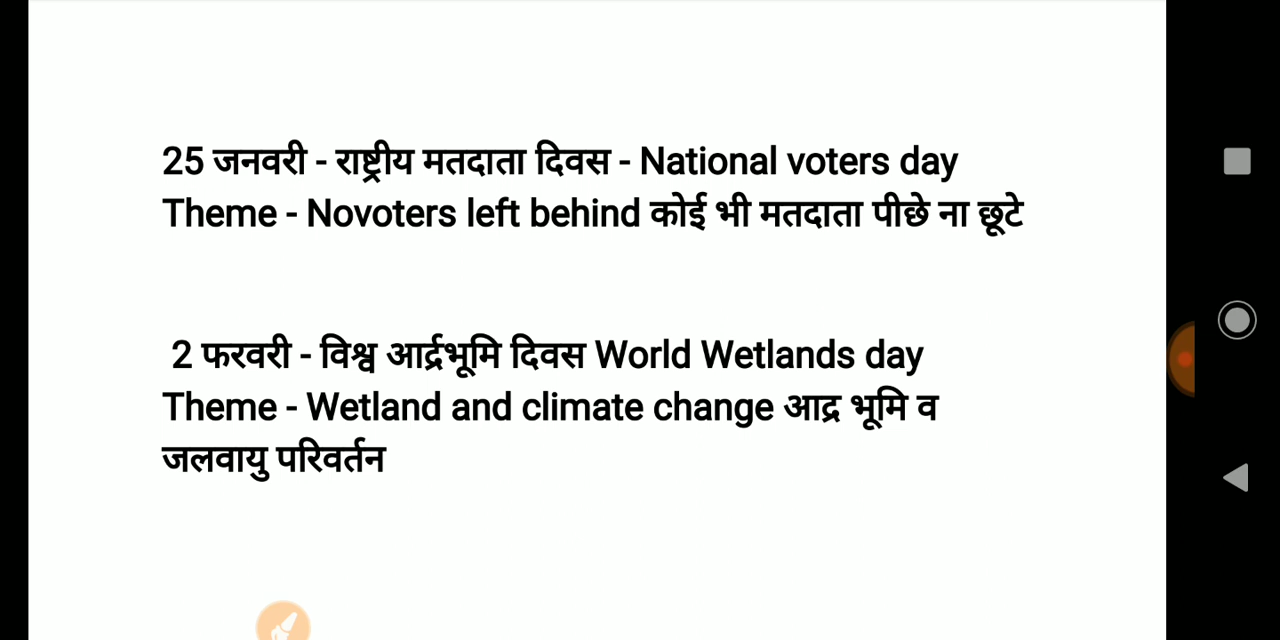 25 जनवरी - राष्ट्रीय मतदाता दिवस - National voters day
Theme - Novoters left behind कोई भी मतदाता पीछे ना छूटे
2 फरवरी - विश्व आर्द्रभूमि दिवस World Wetlands day
Theme - Wetland and climate change आद्र भूमि व
जलवायु परिवर्तन